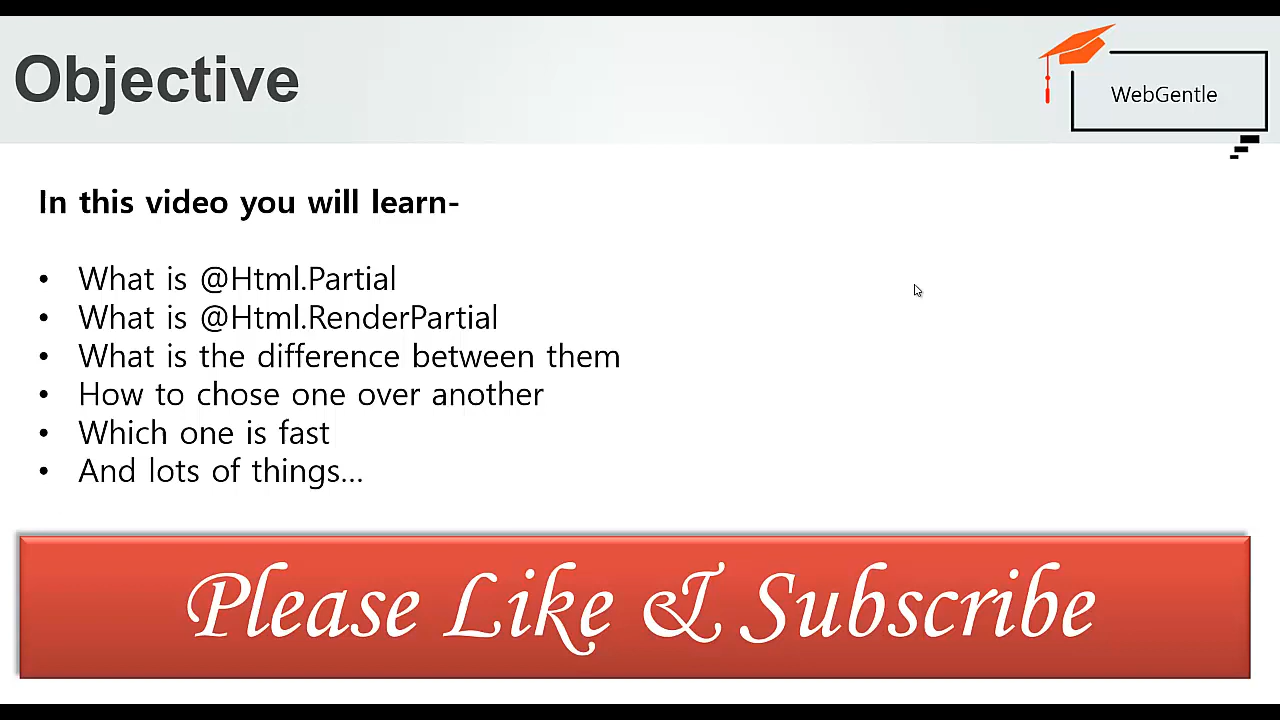 Objective
WebGentle
In this video you will learn-
• What is @Html.Partial
• What is @Html.RenderPartial
• What is the difference between them
• How to chose one over another
• Which one is fast
• And lots of things...
Please Like & Subscribe